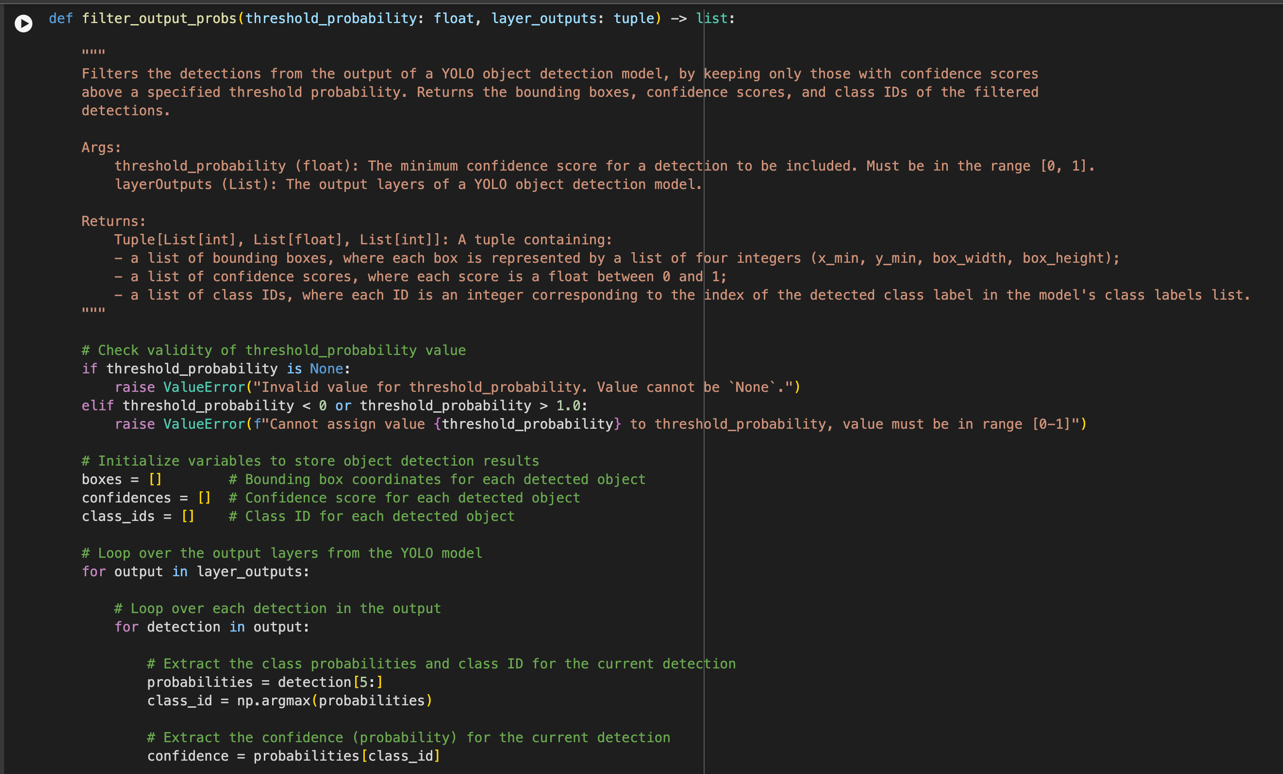 def filter_output_probs(threshold_probability: float, layer_outputs: tuple) -> list:
"""
Filters the detections from the output of a YOLO object detection model, by keeping only those with confidence scores
above a specified threshold probability. Returns the bounding boxes, confidence scores, and class IDs of the filtered
detections.
Args:
threshold_probability (float): The minimum confidence score for a detection to be included. Must be in the range [0, 1].
layerOutputs (List): The output layers of a YOLO object detection model.
Returns:
Tuple[List[int], List[float], List[int]]: A tuple containing:
- a list of bounding boxes, where each box is represented by a list of four integers (x_min, y_min, box_width, box_height);
- a list of confidence scores, where each score is a float between 0 and 1;
- a list of class IDs, where each ID is an integer corresponding to the index of the detected class label in the model's class labels list.
"""
# Check validity of threshold_probability value
if threshold_probability is None:
raise ValueError("Invalid value for threshold_probability. Value cannot be `None`.")
elif threshold_probability < 0 or threshold_probability > 1.0:
raise ValueError(f"Cannot assign value {threshold_probability} to threshold_probability, value must be in range [0-1]")
# Initialize variables to store object detection results
boxes = [] # Bounding box coordinates for each detected object
confidences = [] # Confidence score for each detected object
class_ids = [] # Class ID for each detected object
# Loop over the output layers from the YOLO model
for output in layer_outputs:
# Loop over each detection in the output
for detection in output:
# Extract the class probabilities and class ID for the current detection
probabilities = detection[5:]
class_id = np.argmax(probabilities)
# Extract the confidence (probability) for the current detection
confidence = probabilities[class_id]